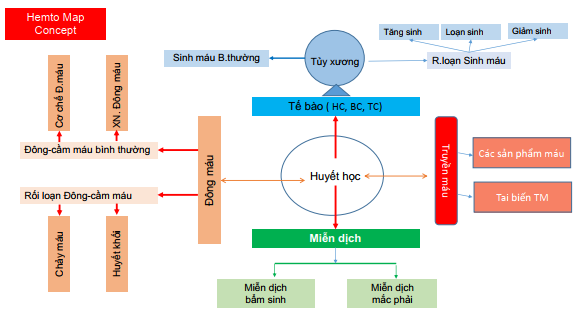 Hemto Map
Concept
Tăng sinh
Loạn sinh
Giảm sinh
Sinh máu B.thường
Tủy xương
R.loạn Sinh máu
Cơ chế Đ.máu
XN. Đông máu
Tế bào ( HC, BC, TC)
Đông-cầm máu bình thường
Đông máu
Huyết học
Truyền máu
Các sản phẩm máu
Rối loạn Đông-cầm máu
Tai biến TM
Chảy máu
Huyết khối
Miễn dịch
Miễn dịch
bẩm sinh
Miễn dịch
mắc phải